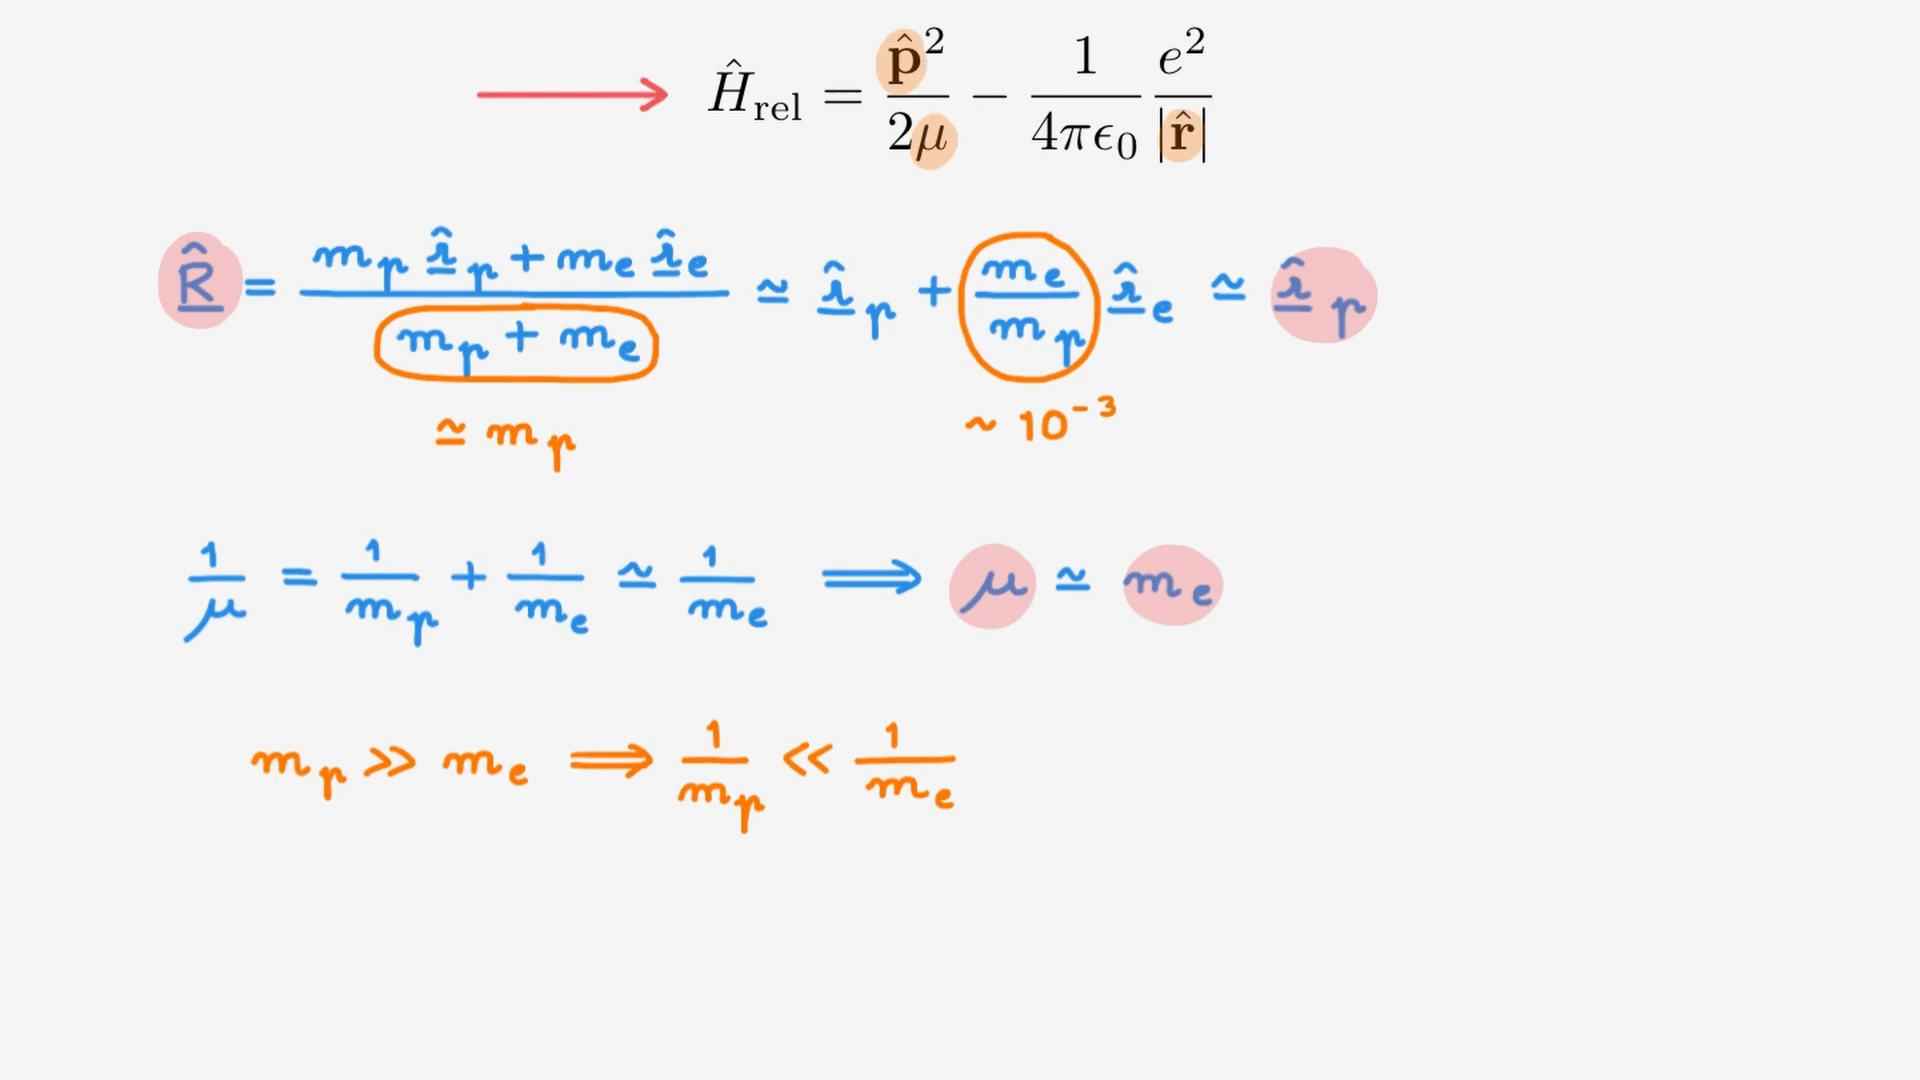 ⟶ Ĥ_rel = p̂²/2μ − 1/4πϵ₀ e²/|r̂|
R̂ = (m_p r̂_p + m_e r̂_e)/(m_p + m_e) ≃ r̂_p + (m_e/m_p) r̂_e ≃ r̂_p
≃ m_p ~ 10⁻³
1/μ = 1/m_p + 1/m_e ≃ 1/m_e ⟹ μ ≃ m_e
m_p ≫ m_e ⟹ 1/m_p ≪ 1/m_e